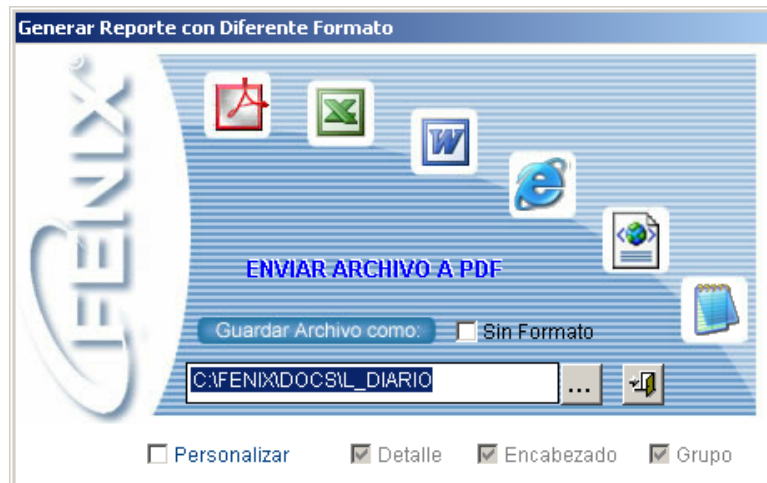 Generar Reporte con Diferente Formato
FENIX®
ENVIAR ARCHIVO A PDF
Guardar Archivo como:
Sin Formato
C:\FENIX\DOCS\L_DIARIO
...
Personalizar
Detalle
Encabezado
Grupo